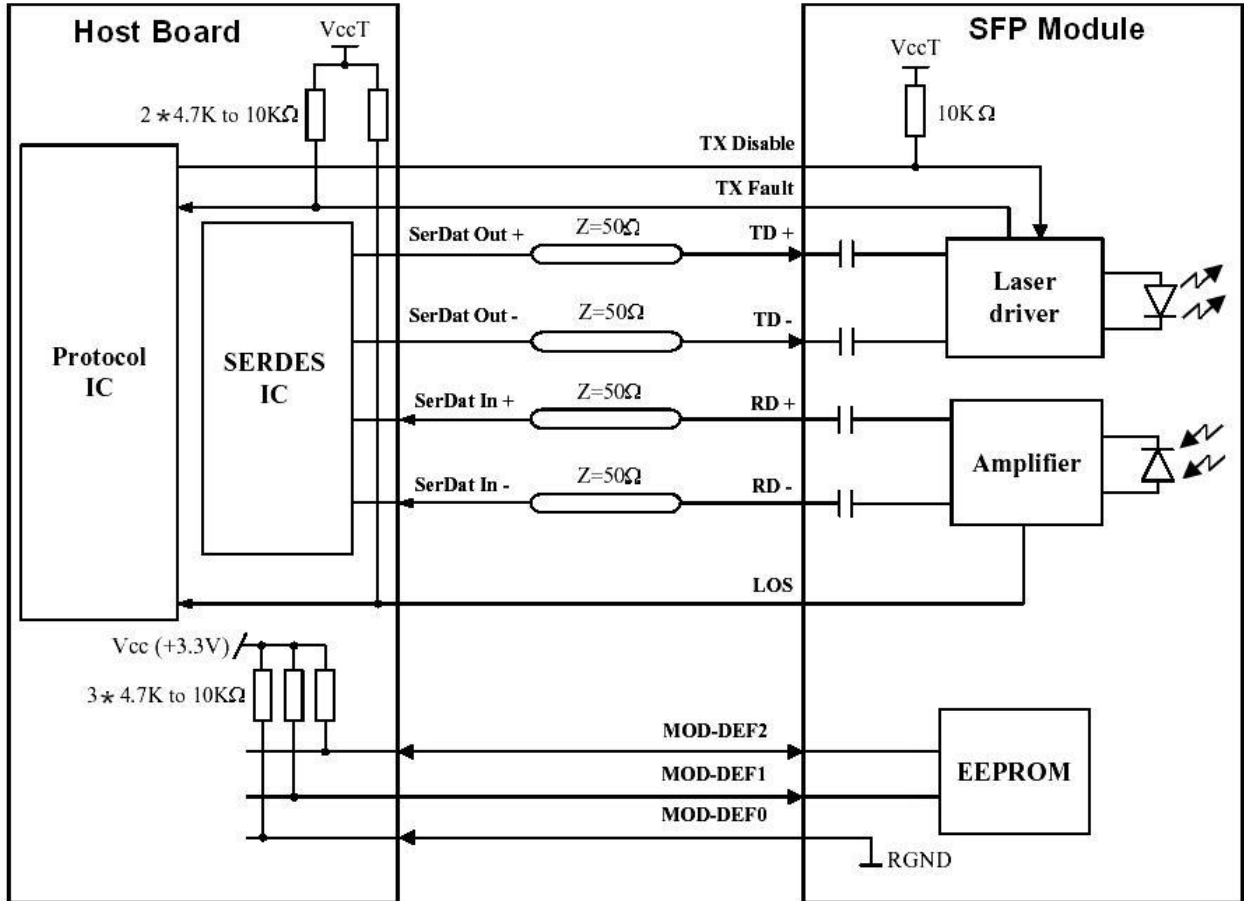 Host Board
SFP Module
VccT
VccT
2*4.7K to 10KΩ
10KΩ
TX Disable
TX Fault
SerDat Out +
Z=50Ω
TD +
Laser driver
SerDat Out -
Z=50Ω
TD -
Protocol IC
SERDES IC
SerDat In +
Z=50Ω
RD +
Amplifier
SerDat In -
Z=50Ω
RD -
LOS
Vcc (+3.3V)
3* 4.7K to 10KΩ
MOD-DEF2
MOD-DEF1
EEPROM
MOD-DEF0
RGND